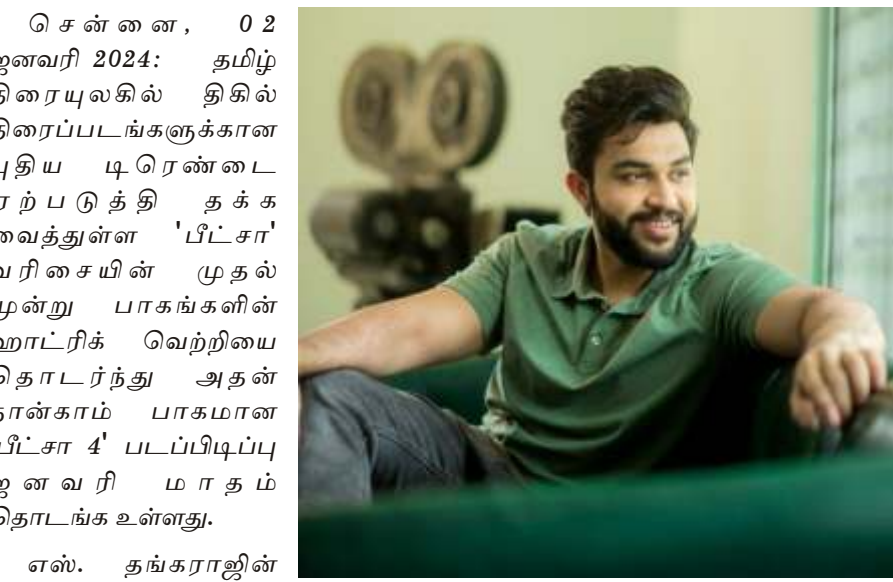 சென்னை, 02
ஜனவரி 2024: தமிழ்
திரையுலகில் திகில்
திரைப்படங்களுக்கான
புதிய டிரெண்டை
ஏற்படுத்தி தக்க
வைத்துள்ள 'பீட்சா'
வரிசையின் முதல்
மூன்று பாகங்களின்
ஹாட்ரிக் வெற்றியை
தொடர்ந்து அதன்
நான்காம் பாகமான
'பீட்சா 4' படப்பிடிப்பு
ஜனவரி மாதம்
தொடங்க உள்ளது.
எஸ். தங்கராஜின்